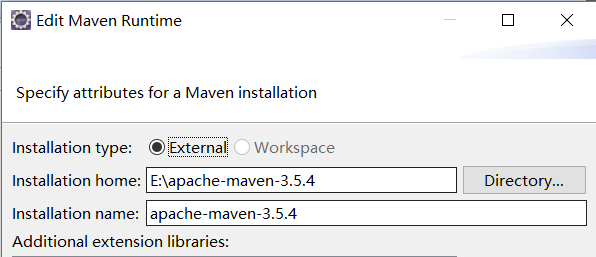 Edit Maven Runtime
Specify attributes for a Maven installation
Installation type: External Workspace
Installation home: E:\apache-maven-3.5.4 Directory...
Installation name: apache-maven-3.5.4
Additional extension libraries: